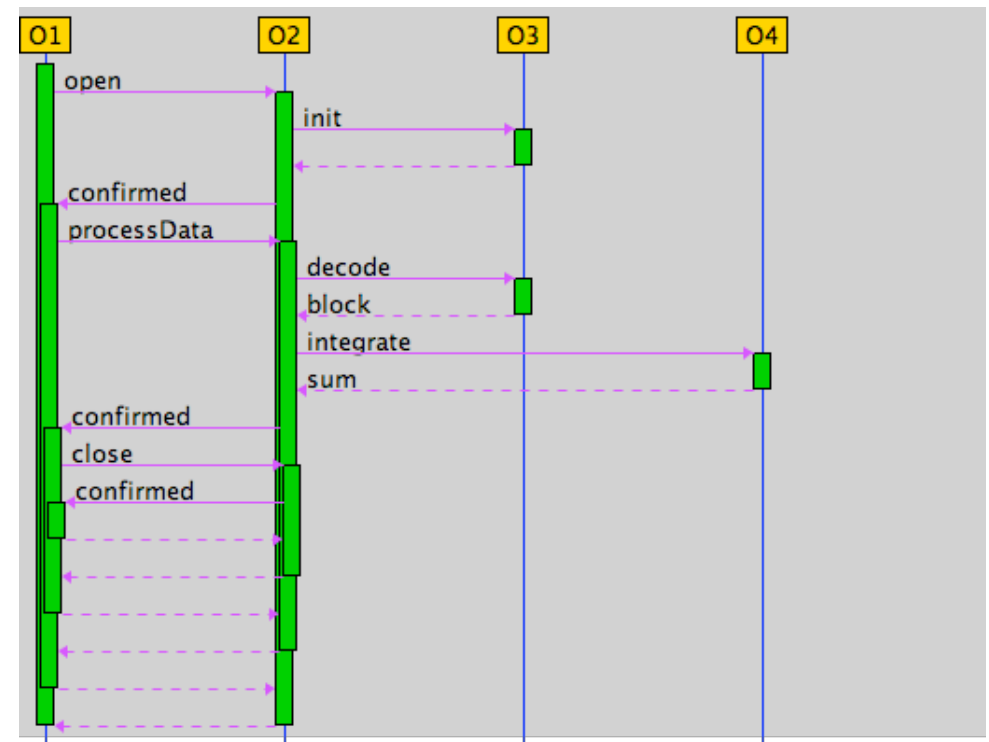 O1 O2 O3 O4
open
init
confirmed
processData
decode
block
integrate
sum
confirmed
close
confirmed